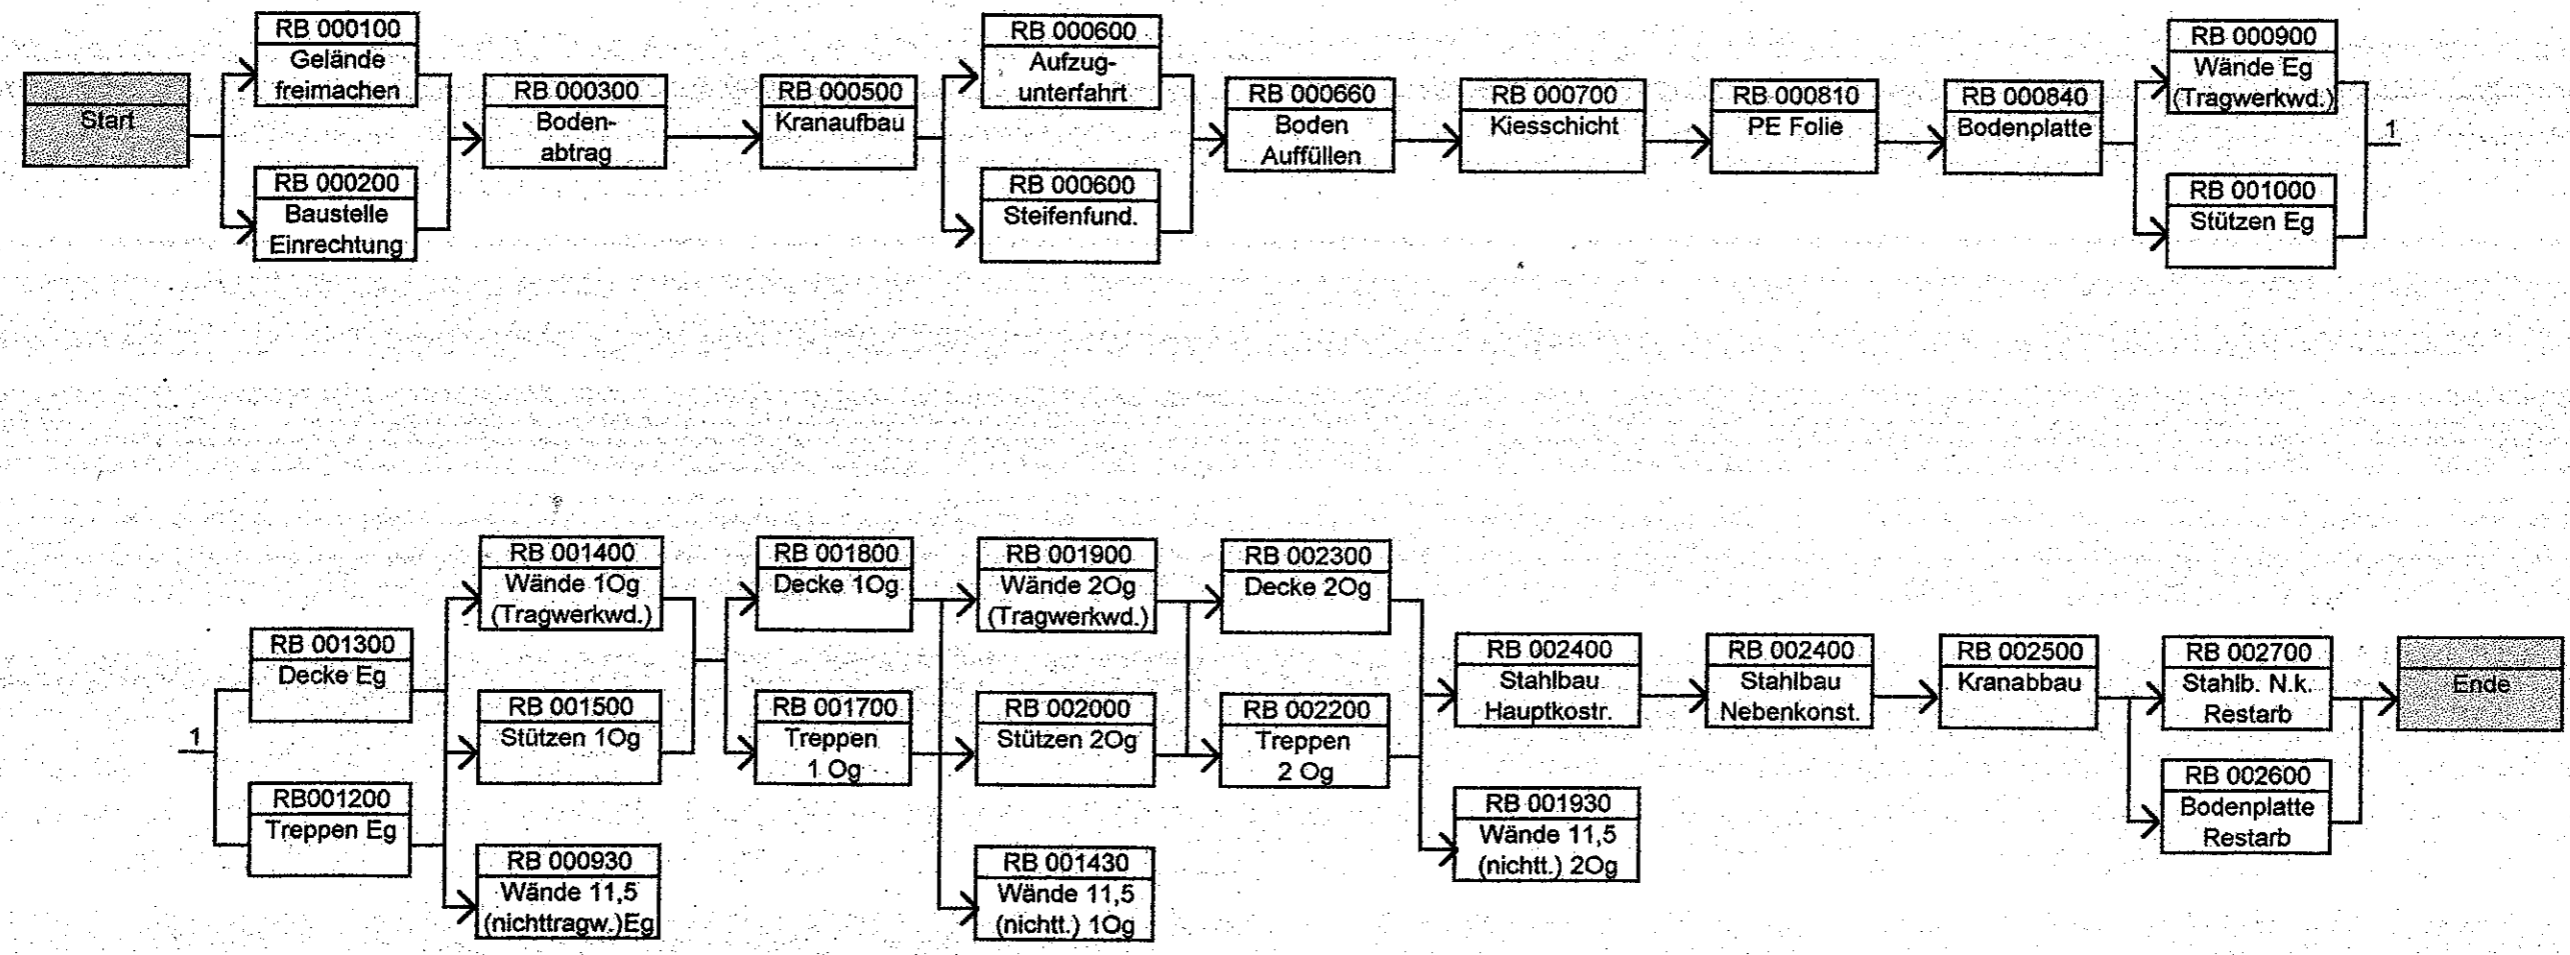 Start
RB 000100
Gelände
freimachen
RB 000200
Baustelle
Einrechtung
RB 000300
Boden-
abtrag
RB 000500
Kranaufbau
RB 000600
Aufzug-
unterfahrt
RB 000600
Steifenfund.
RB 000660
Boden
Auffüllen
RB 000700
Kiesschicht
RB 000810
PE Folie
RB 000840
Bodenplatte
RB 000900
Wände Eg
(Tragwerkwd.)
RB 001000
Stützen Eg
1
1
RB 001300
Decke Eg
RB001200
Treppen Eg
RB 001400
Wände 1Og
(Tragwerkwd.)
RB 001500
Stützen 1Og
RB 000930
Wände 11,5
(nichttragw.)Eg
RB 001800
Decke 1Og
RB 001700
Treppen
1 Og
RB 001900
Wände 2Og
(Tragwerkwd.)
RB 002000
Stützen 2Og
RB 001430
Wände 11,5
(nichtt.) 1Og
RB 002300
Decke 2Og
RB 002200
Treppen
2 Og
RB 002400
Stahlbau
Hauptkostr.
RB 001930
Wände 11,5
(nichtt.) 2Og
RB 002400
Stahlbau
Nebenkonst.
RB 002500
Kranabbau
RB 002700
Stahlb. N.k.
Restarb
RB 002600
Bodenplatte
Restarb
Ende